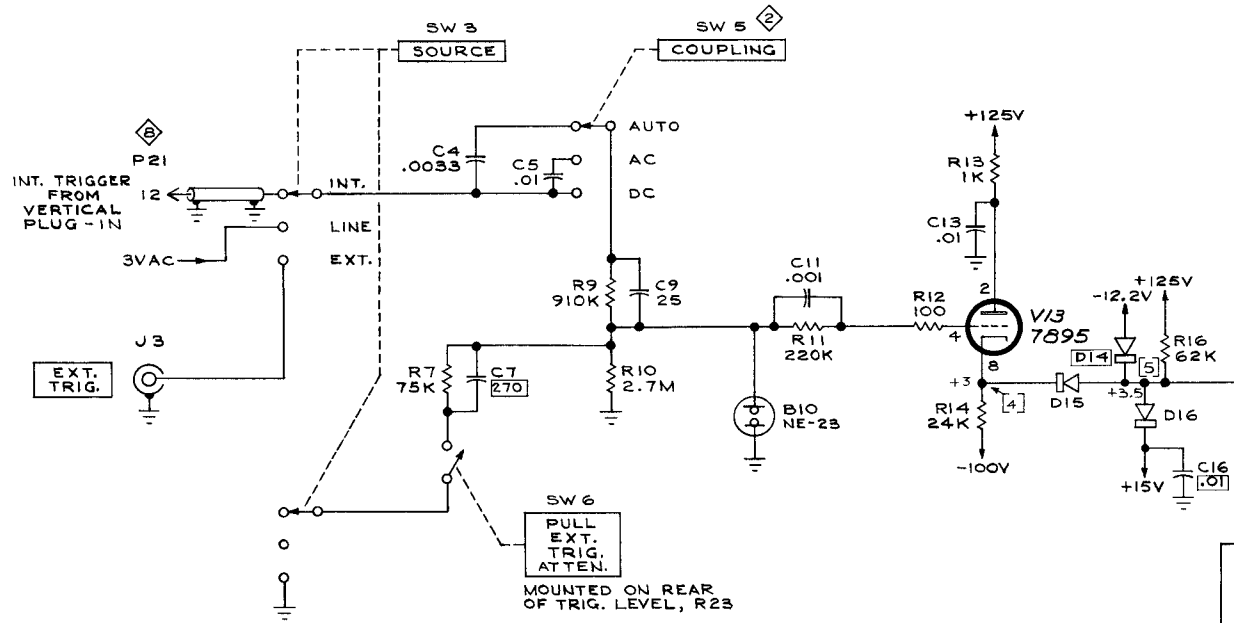 SW 3
SOURCE
SW 5
2
COUPLING
8
P21
INT. TRIGGER
FROM
VERTICAL
PLUG-IN
12
INT.
LINE
3VAC
EXT.
J3
EXT.
TRIG.
C4
.0033
C5
.01
AUTO
AC
DC
R9
910K
C9
25
R7
75K
C7
270
R10
2.7M
SW 6
PULL
EXT.
TRIG.
ATTEN.
MOUNTED ON REAR
OF TRIG. LEVEL, R23
C11
.001
R11
220K
B10
NE-23
R12
100
+125V
R13
1K
C13
.01
2
4
8
V13
7895
+3
[4]
R14
24K
-100V
D15
-12.2V
+125V
D14
[5]
R16
62K
+3.5
D16
+15V
C16
.01